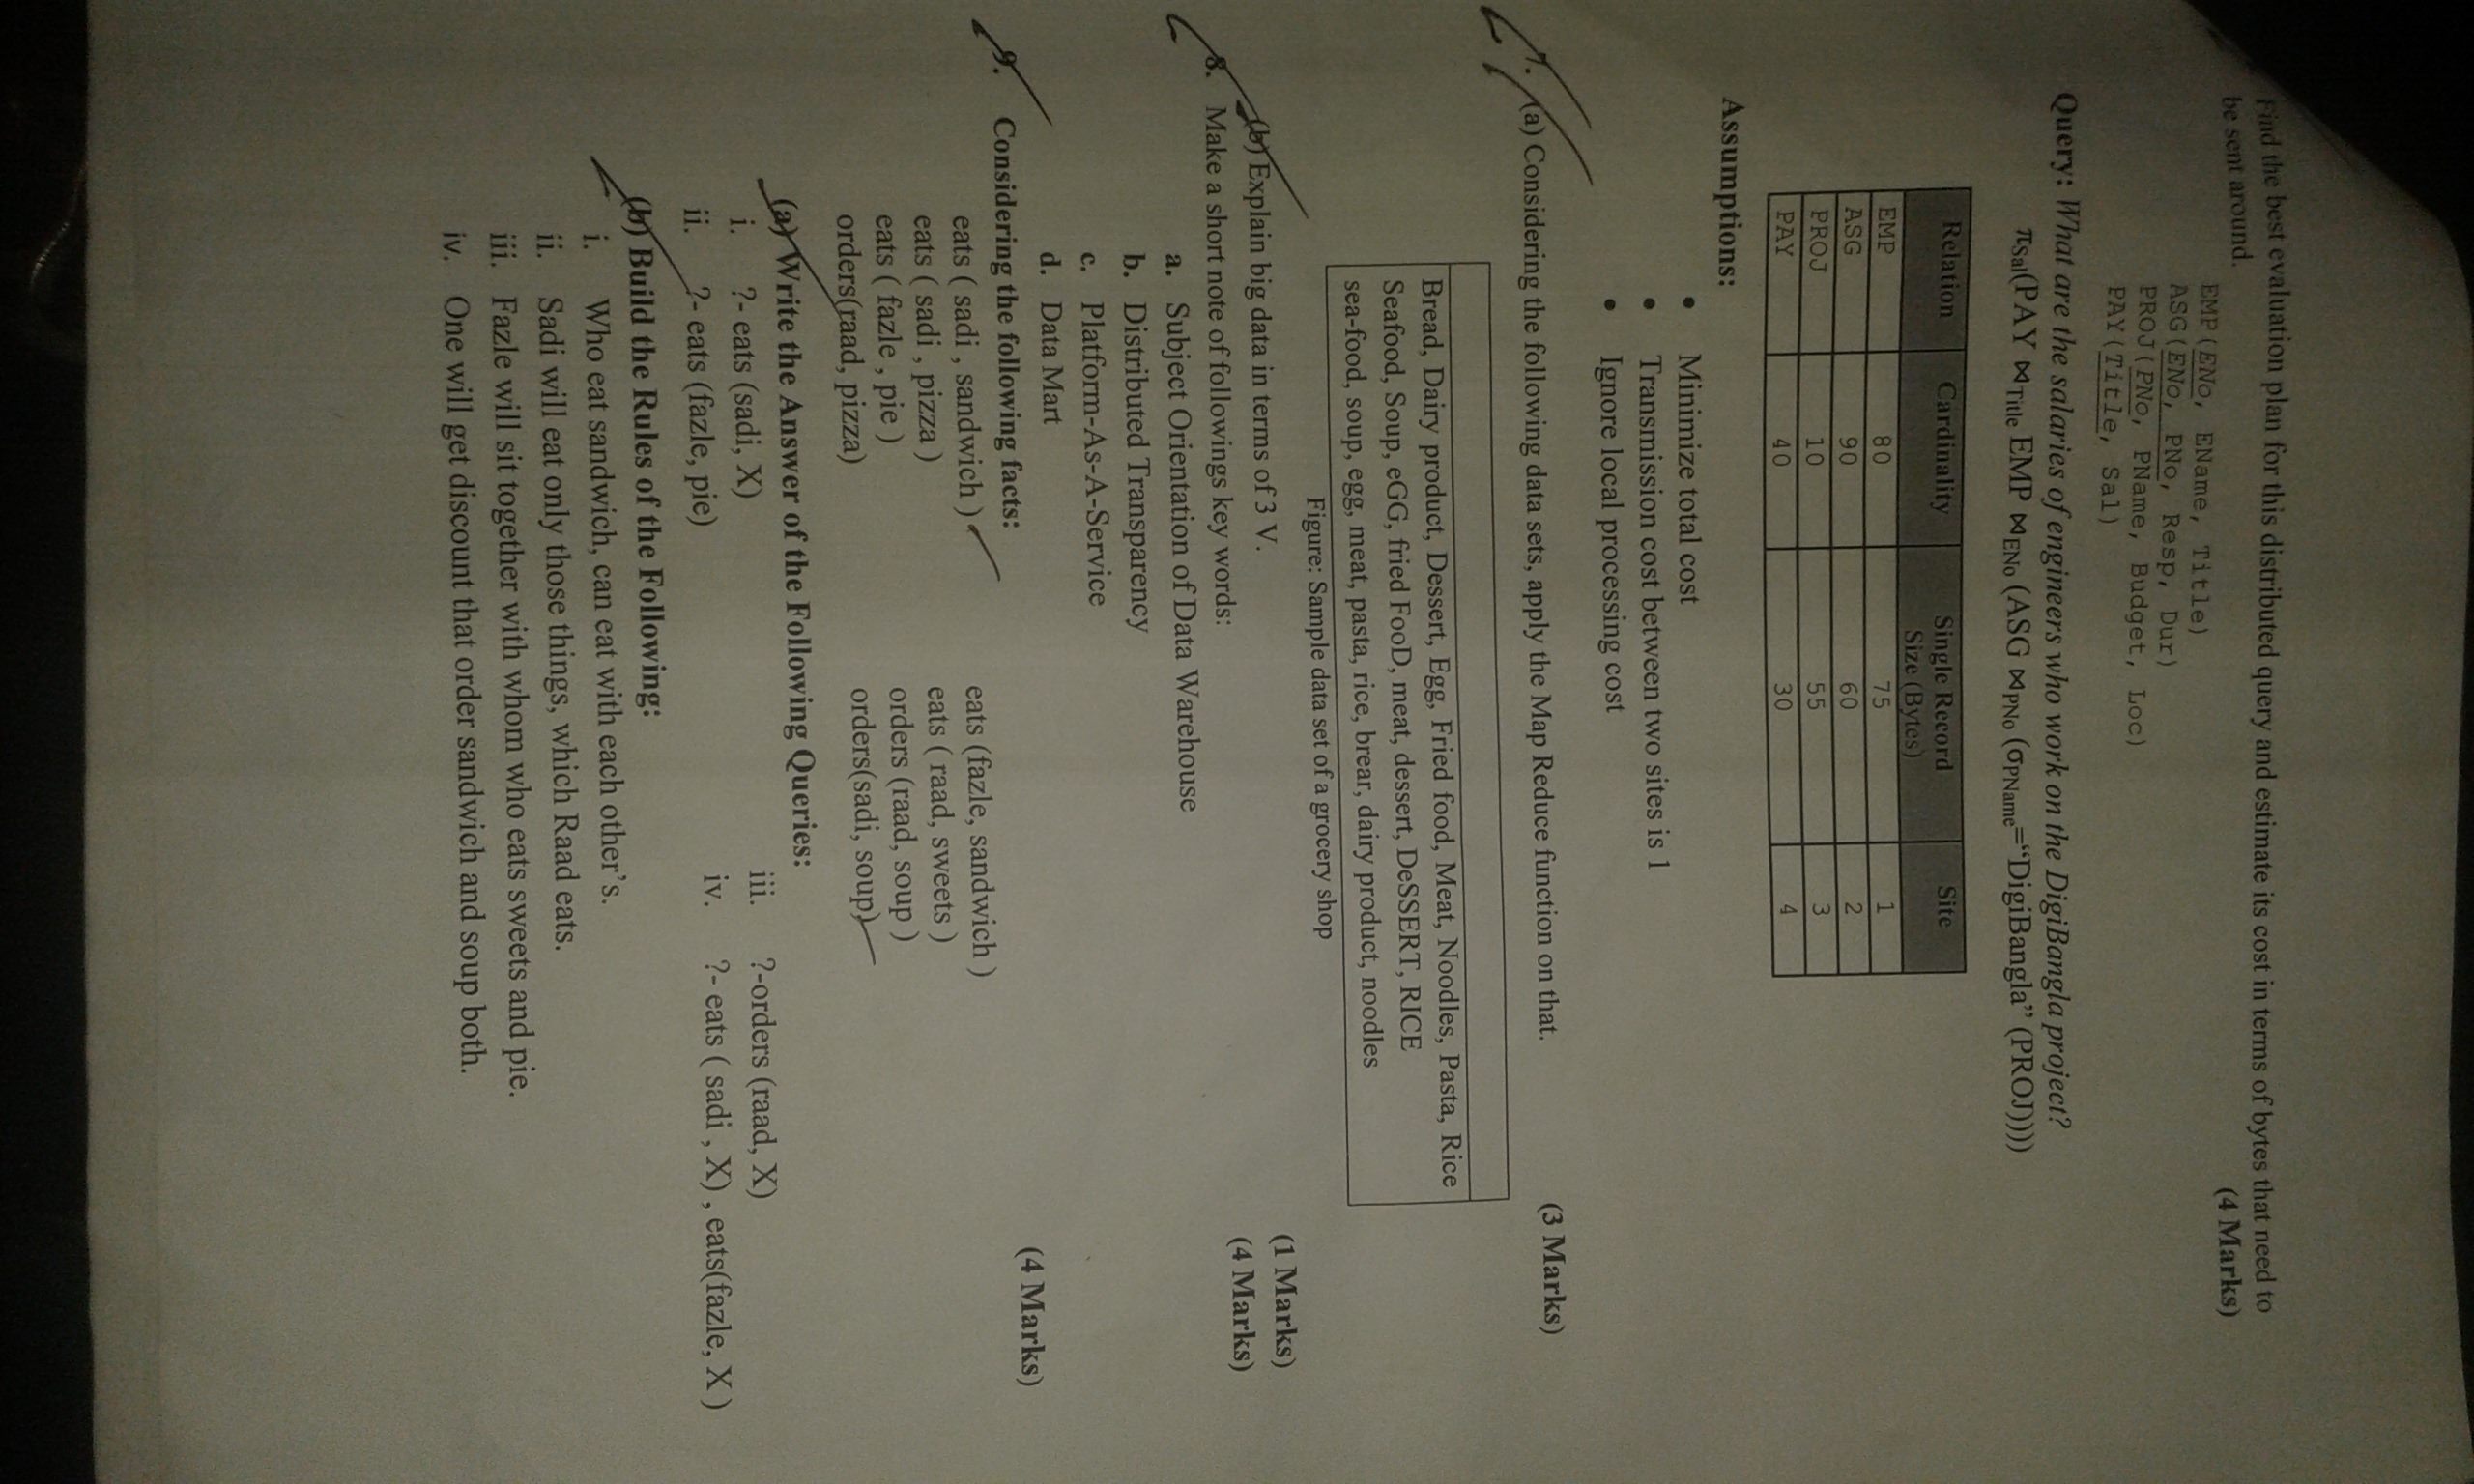 Find the best evaluation plan for this distributed query and estimate its cost in terms of bytes that need to
be sent around. (4 Marks)
EMP(ENo, EName, Title)
ASG(ENo, PNo, Resp, Dur)
PROJ(PNo, PName, Budget, Loc)
PAY(Title, Sal)
Query: What are the salaries of engineers who work on the DigiBangla project?
πSal(PAY ⋈Title EMP ⋈ENo (ASG ⋈PNo (σPName="DigiBangla" (PROJ))))
Relation Cardinality Single Record Size (Bytes) Site
EMP 80 75 1
ASG 90 60 2
PROJ 10 55 3
PAY 40 30 4
Assumptions:
• Minimize total cost
• Transmission cost between two sites is 1
• Ignore local processing cost
7. (a) Considering the following data sets, apply the Map Reduce function on that. (3 Marks)
Bread, Dairy product, Dessert, Egg, Fried food, Meat, Noodles, Pasta, Rice
Seafood, Soup, eGG, fried FooD, meat, dessert, DeSSERT, RICE
sea-food, soup, egg, meat, pasta, rice, brear, dairy product, noodles
Figure: Sample data set of a grocery shop
(b) Explain big data in terms of 3 V. (1 Marks)
8. Make a short note of followings key words: (4 Marks)
a. Subject Orientation of Data Warehouse
b. Distributed Transparency
c. Platform-As-A-Service
d. Data Mart
9. Considering the following facts: (4 Marks)
eats ( sadi , sandwich ) eats (fazle, sandwich )
eats ( sadi , pizza ) eats ( raad, sweets )
eats ( fazle , pie ) orders (raad, soup )
orders(raad, pizza) orders(sadi, soup)
(a) Write the Answer of the Following Queries:
i. ?- eats (sadi, X) iii. ?-orders (raad, X)
ii. ?- eats (fazle, pie) iv. ?- eats ( sadi , X) , eats(fazle, X )
(b) Build the Rules of the Following:
i. Who eat sandwich, can eat with each other's.
ii. Sadi will eat only those things, which Raad eats.
iii. Fazle will sit together with whom who eats sweets and pie.
iv. One will get discount that order sandwich and soup both.